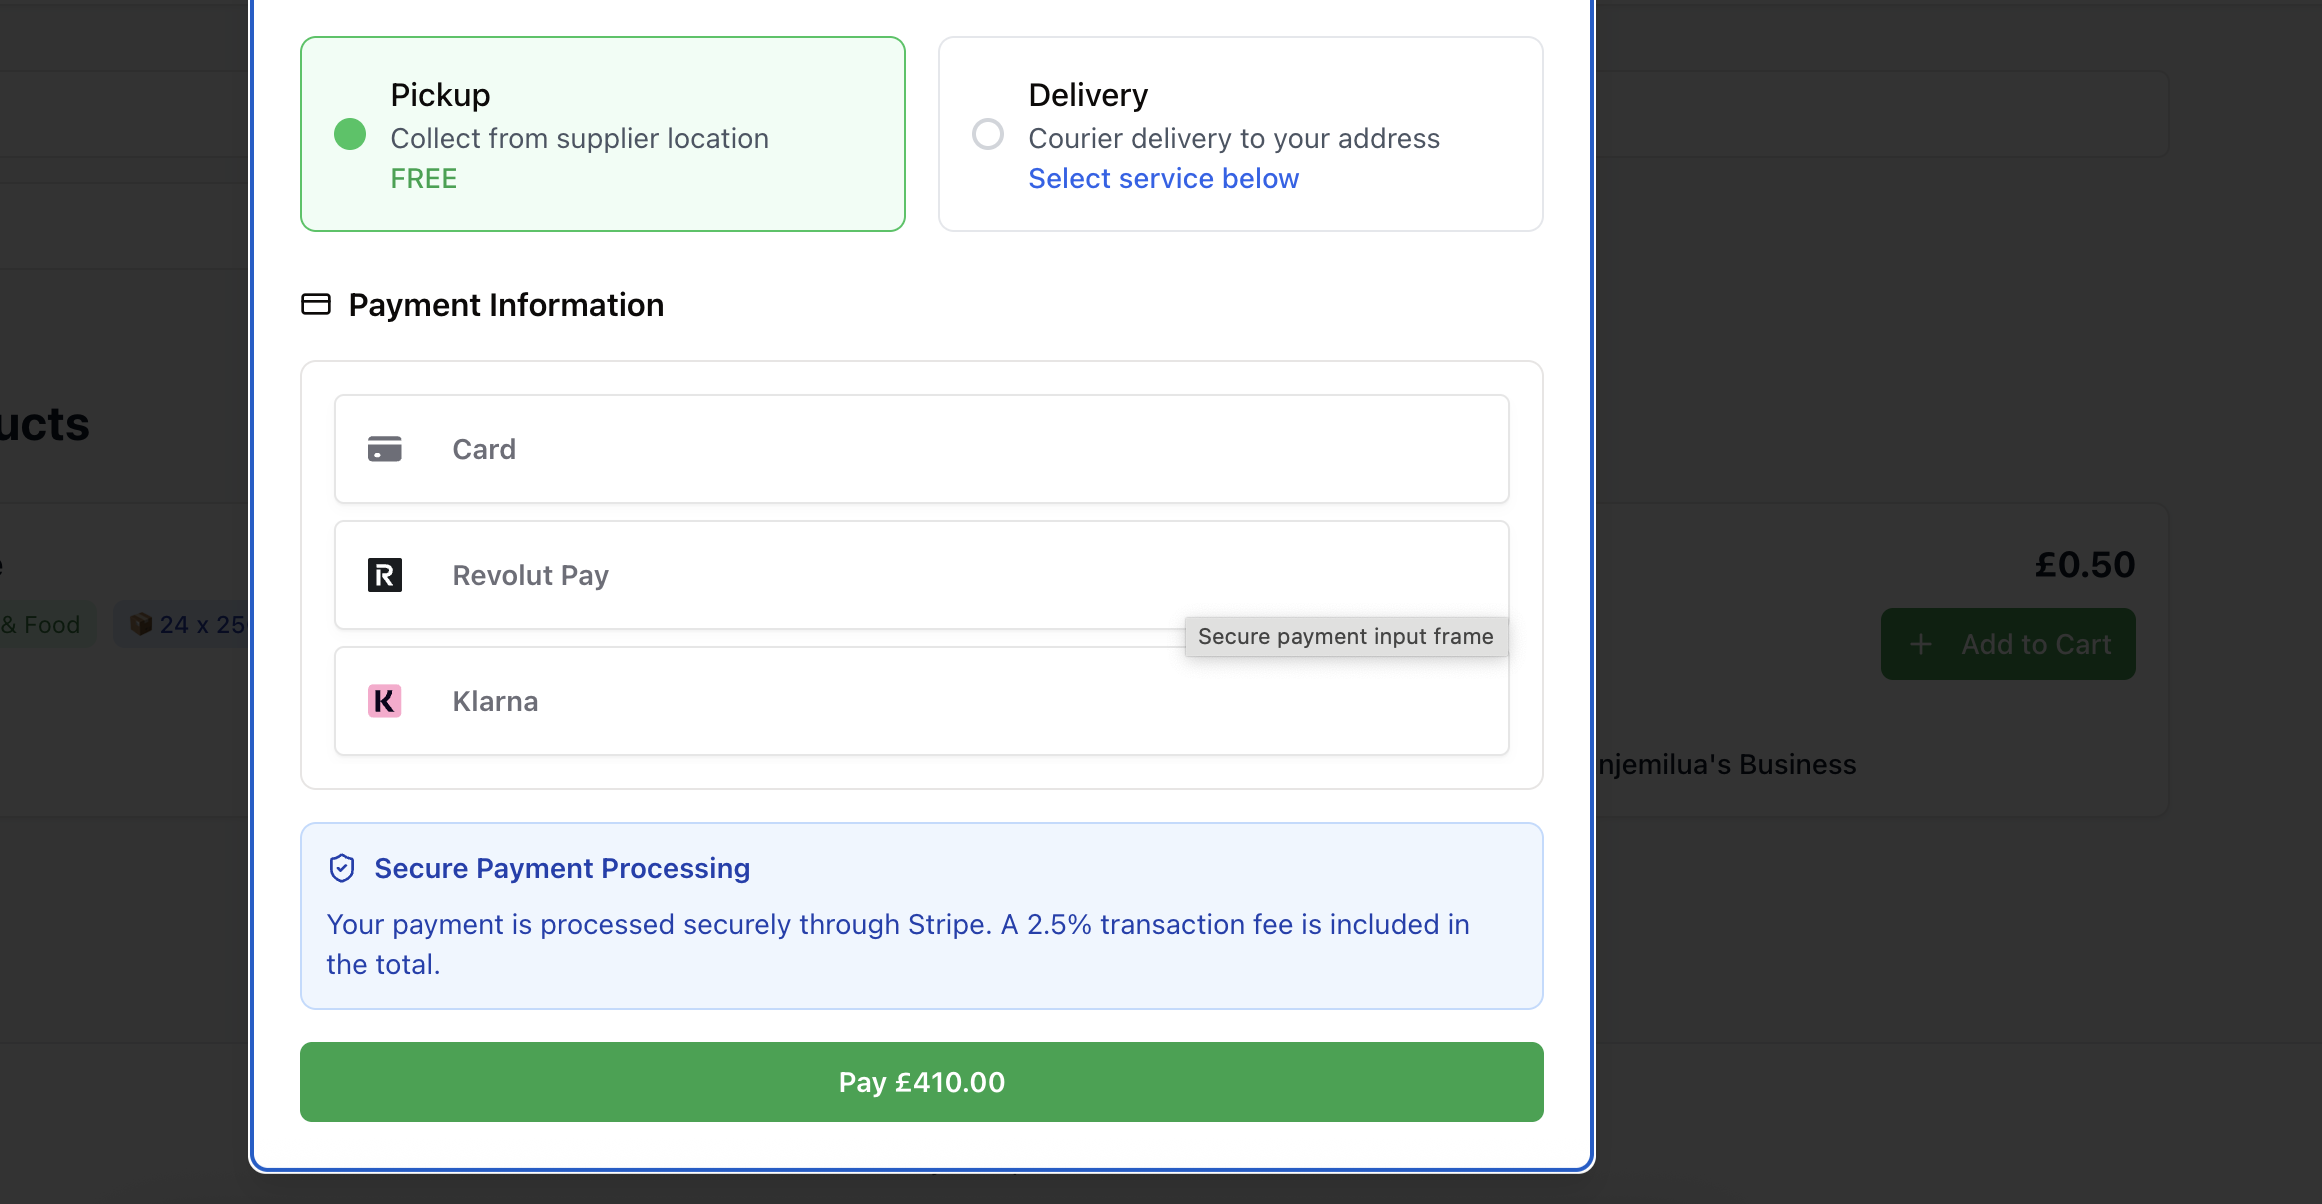 Pickup
Collect from supplier location
FREE
Delivery
Courier delivery to your address
Select service below
Payment Information
Card
Revolut Pay
Secure payment input frame
Klarna
Secure Payment Processing
Your payment is processed securely through Stripe. A 2.5% transaction fee is included in
the total.
Pay £410.00
ucts
& Food
24 x 25
£0.50
+ Add to Cart
njemilua's Business